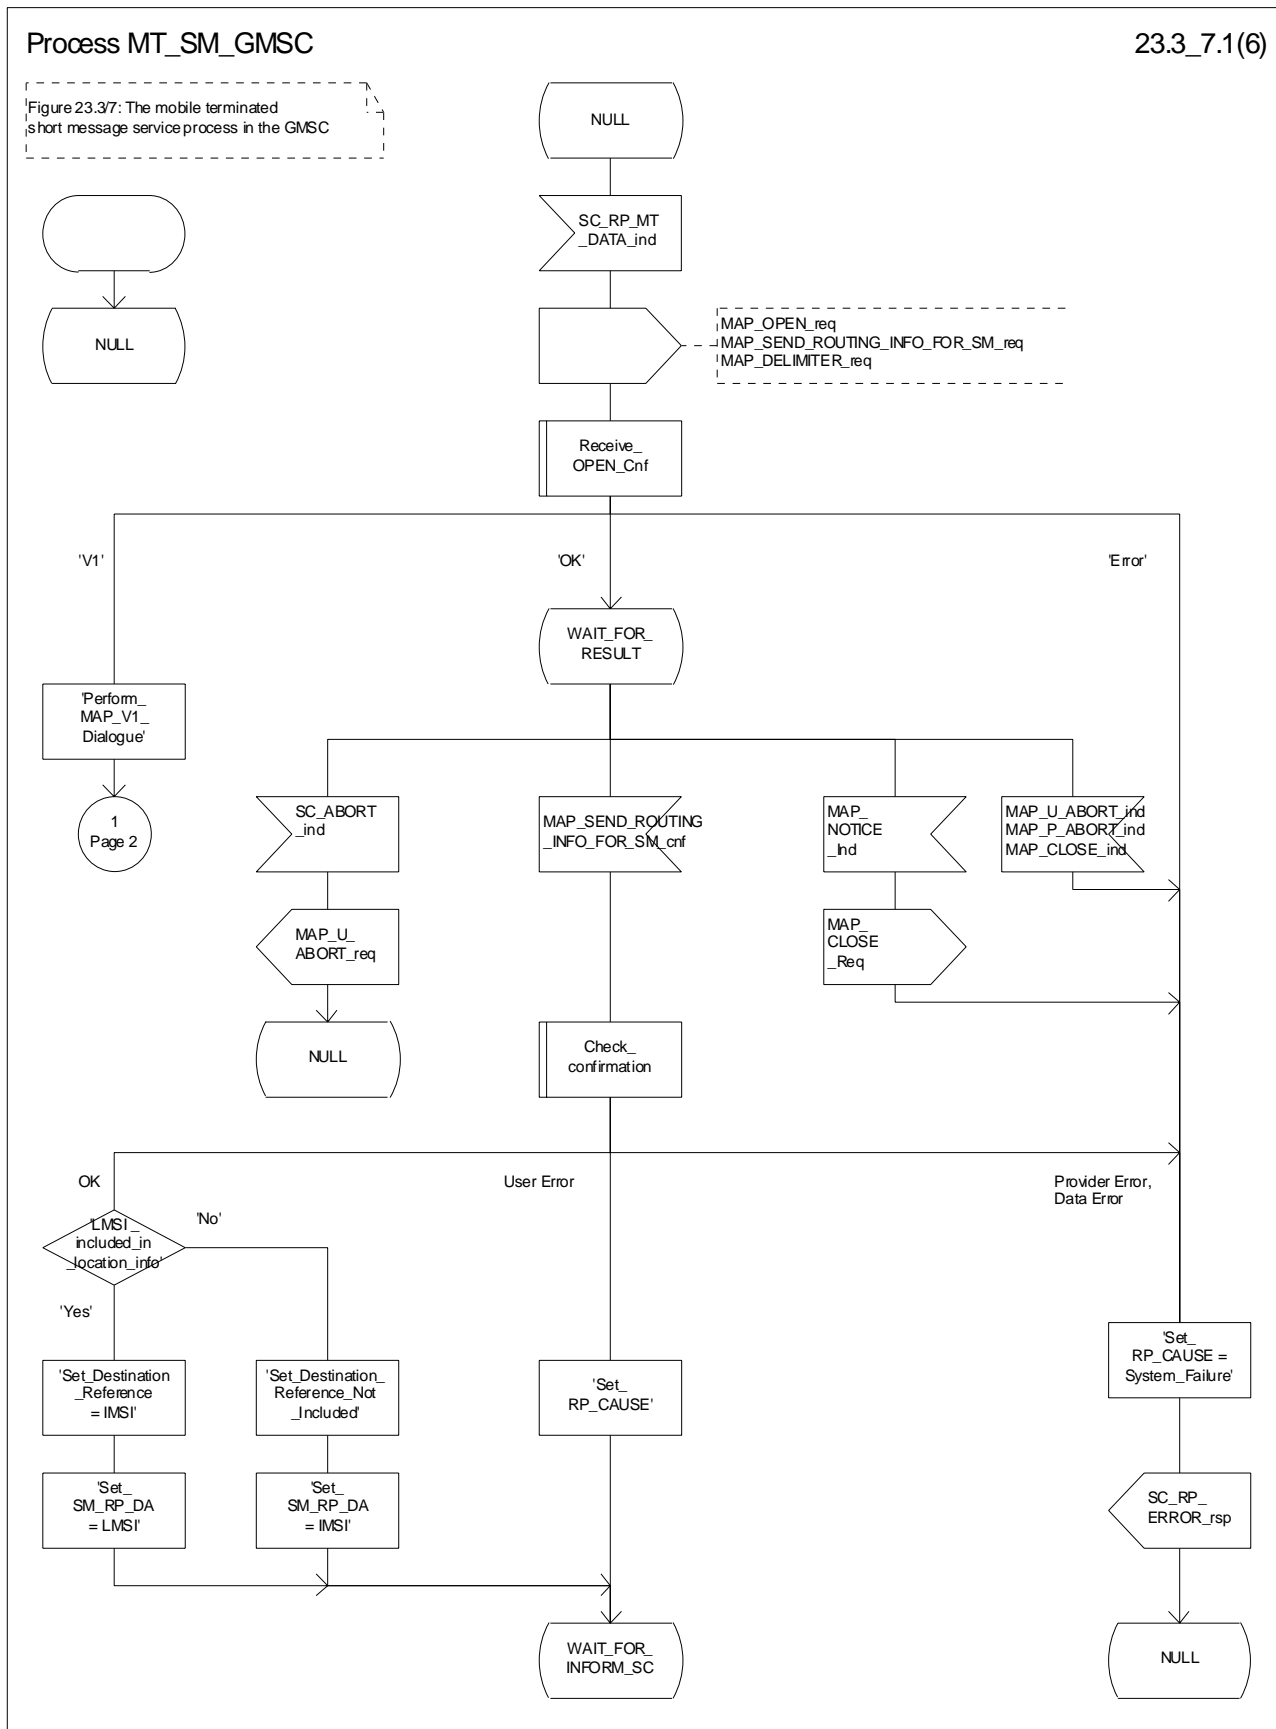 Process MT_SM_GMSC
23.3_7.1(6)
Figure 23.3/7: The mobile terminated
short message service process in the GMSC
NULL
SC_RP_MT
_DATA_ind
NULL
MAP_OPEN_req
MAP_SEND_ROUTING_INFO_FOR_SM_req
MAP_DELIMITER_req
Receive_
OPEN_Cnf
'V1'
'OK'
'Error'
WAIT_FOR_
RESULT
'Perform_
MAP_V1_
Dialogue'
1
Page 2
SC_ABORT
_ind
MAP_SEND_ROUTING
_INFO_FOR_SM_cnf
MAP_
NOTICE
_Ind
MAP_U_ABORT_ind
MAP_P_ABORT_ind
MAP_CLOSE_ind
MAP_U_
ABORT_req
MAP_
CLOSE
_Req
NULL
Check_
confirmation
OK
User Error
Provider Error,
Data Error
'LMSI_
included_in
_location_info'
'No'
'Yes'
'Set_Destination
_Reference
= IMSI'
'Set_Destination_
Reference_Not
_Included'
'Set_
RP_CAUSE'
'Set_
RP_CAUSE =
System_Failure'
'Set_
SM_RP_DA
= LMSI'
'Set_
SM_RP_DA
= IMSI'
SC_RP_
ERROR_rsp
WAIT_FOR_
INFORM_SC
NULL